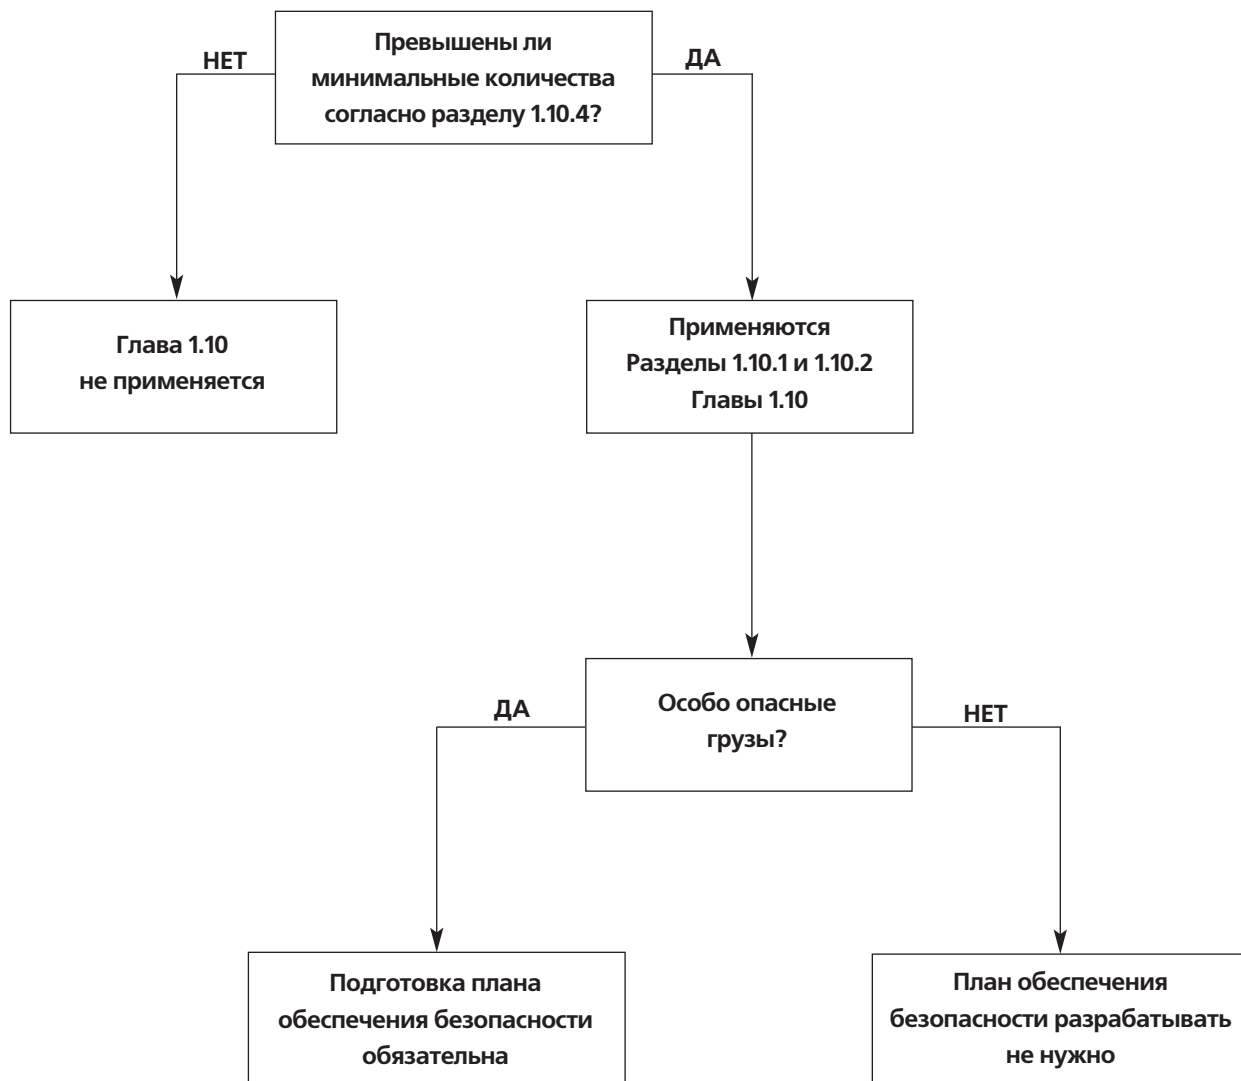 Превышены ли
минимальные количества
согласно разделу 1.10.4?
НЕТ
ДА
Глава 1.10
не применяется
Применяются
Разделы 1.10.1 и 1.10.2
Главы 1.10
Особо опасные
грузы?
ДА
НЕТ
Подготовка плана
обеспечения безопасности
обязательна
План обеспечения
безопасности разрабатывать
не нужно